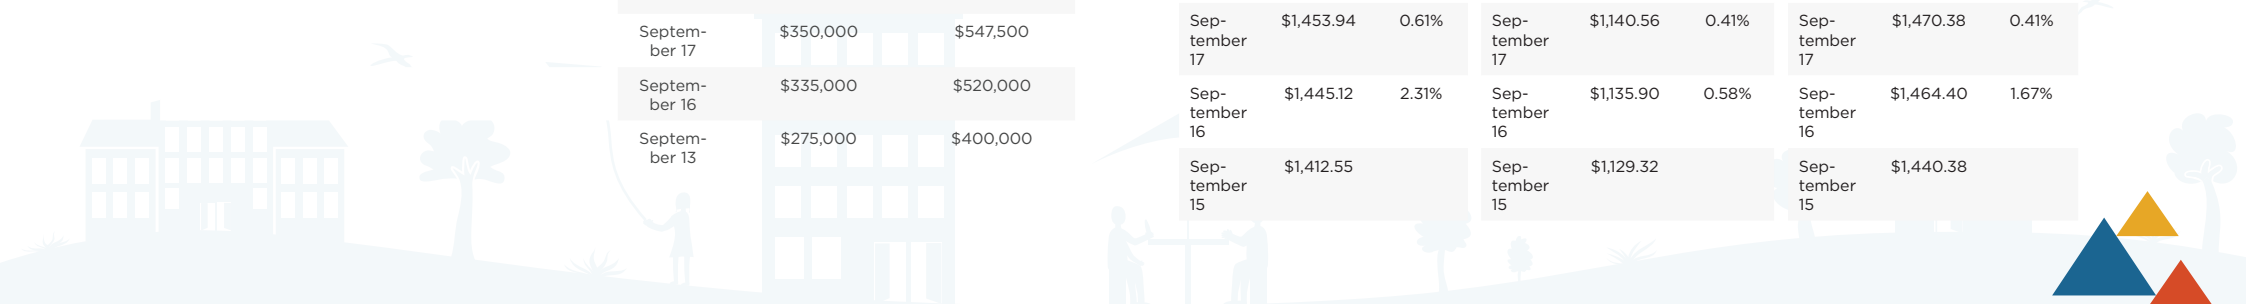 Septem-
ber 17 $350,000 $547,500
Septem-
ber 16 $335,000 $520,000
Septem-
ber 13 $275,000 $400,000
Sep- $1,453.94 0.61%
tember
17
Sep- $1,445.12 2.31%
tember
16
Sep- $1,412.55
tember
15
Sep- $1,140.56 0.41%
tember
17
Sep- $1,135.90 0.58%
tember
16
Sep- $1,129.32
tember
15
Sep- $1,470.38 0.41%
tember
17
Sep- $1,464.40 1.67%
tember
16
Sep- $1,440.38
tember
15